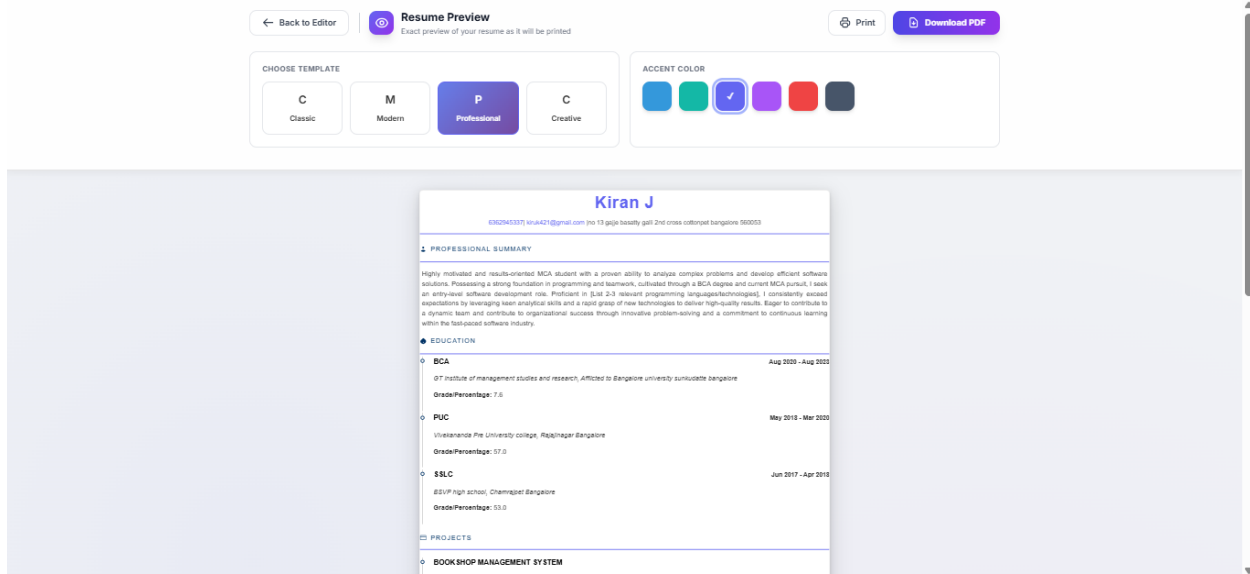 Back to Editor
Resume Preview
Exact preview of your resume as it will be printed
Print
Download PDF
CHOOSE TEMPLATE
C
Classic
M
Modern
P
Professional
C
Creative
ACCENT COLOR
Kiran J
6362945337| kiruk421@gmail.com |no 13 gajje basatty galli 2nd cross cottonpet bangalore 560053
PROFESSIONAL SUMMARY
Highly motivated and results-oriented MCA student with a proven ability to analyze complex problems and develop efficient software
solutions. Possessing a strong foundation in programming and teamwork, cultivated through a BCA degree and current MCA pursuit, I seek
an entry-level software development role. Proficient in [List 2-3 relevant programming languages/technologies], I consistently exceed
expectations by leveraging keen analytical skills and a rapid grasp of new technologies to deliver high-quality results. Eager to contribute to
a dynamic team and contribute to organizational success through innovative problem-solving and a commitment to continuous learning
within the fast-paced software industry.
EDUCATION
BCA Aug 2020 - Aug 2023
GT Institute of management studies and research, Afflicted to Bangalore university sunkudatte bangalore
Grade/Percentage: 7.6
PUC May 2018 - Mar 2020
Vivekananda Pre University college, Rajajinagar Bangalore
Grade/Percentage: 57.0
SSLC Jun 2017 - Apr 2018
BSVP high school, Chamrajpet Bangalore
Grade/Percentage: 53.0
PROJECTS
BOOKSHOP MANAGEMENT SYSTEM